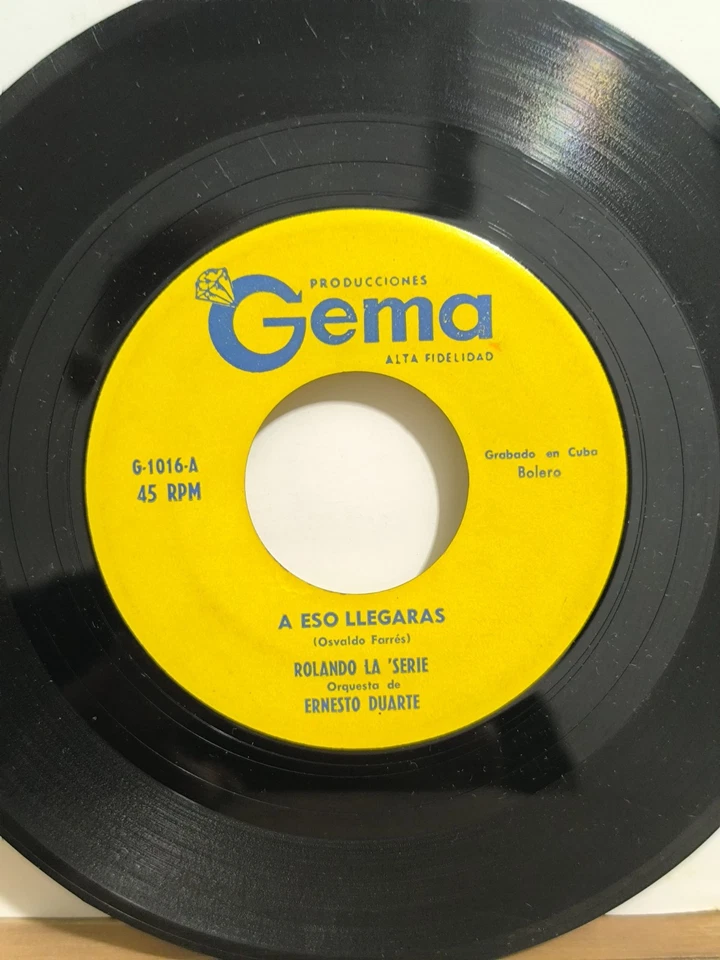 PRODUCCIONES
Gema
ALTA FIDELIDAD
G-1016-A
45 RPM
Grabado en Cuba
Bolero
A ESO LLEGARAS
(Osvaldo Farrés)
ROLANDO LA 'SERIE
Orquesta de
ERNESTO DUARTE